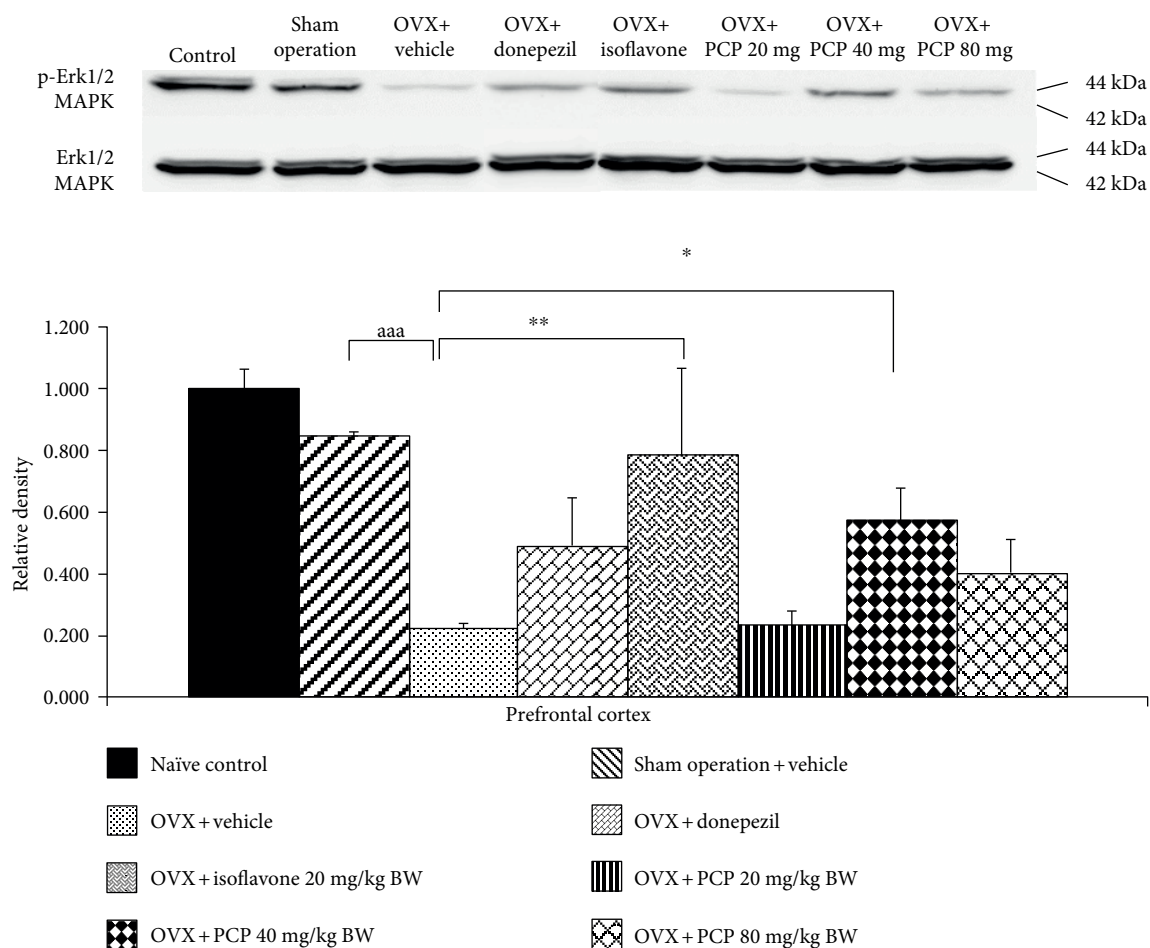 Control
Sham
operation
OVX+
vehicle
OVX+
donepezil
OVX+
isoflavone
OVX+
PCP 20 mg
OVX+
PCP 40 mg
OVX+
PCP 80 mg
p-Erk1/2
MAPK
44 kDa
42 kDa
Erk1/2
MAPK
44 kDa
42 kDa
*
aaa
**
1.200
1.000
0.800
0.600
0.400
0.200
0.000
Relative density
Prefrontal cortex
Naïve control
Sham operation + vehicle
OVX + vehicle
OVX + donepezil
OVX + isoflavone 20 mg/kg BW
OVX + PCP 20 mg/kg BW
OVX + PCP 40 mg/kg BW
OVX + PCP 80 mg/kg BW